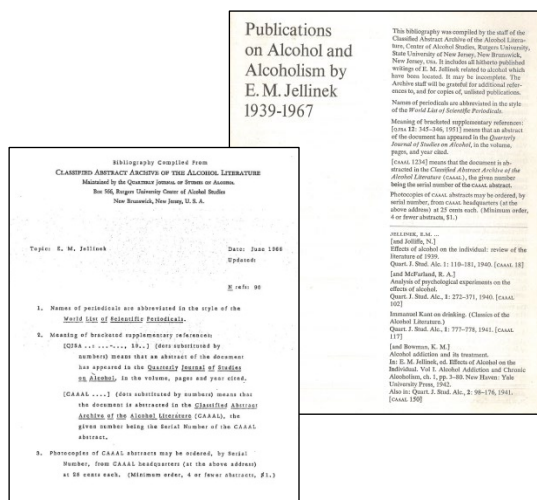 Publications
on Alcohol and
Alcoholism by
E. M. Jellinek
1939-1967
This bibliography was compiled by the staff of the
Classified Abstract Archive of the Alcohol Litera-
ture, Center of Alcohol Studies, Rutgers University,
State University of New Jersey, New Brunswick,
New Jersey, USA. It includes all hitherto published
writings of E. M. Jellinek related to alcohol which
have been located. It may be incomplete. The
Archive staff will be grateful for additional refer-
ences to, and for copies of, unlisted publications.
Names of periodicals are abbreviated in the style
of the World List of Scientific Periodicals.
Meaning of bracketed supplementary references:
[QJSA 12: 345-346, 1951] means that an abstract
of the document has appeared in the Quarterly
Journal of Studies on Alcohol, in the volume,
pages, and year cited.
[CAAAL 1234] means that the document is ab-
stracted in the Classified Abstract Archive of the
Alcohol Literature (CAAAL), the given number
being the serial number of the CAAAL abstract.
Photocopies of CAAAL abstracts may be ordered, by
serial number, from CAAAL headquarters (at the
above address) at 25 cents each. (Minimum order,
4 or fewer abstracts, $1.)
JELLINEK, E.M. ...
[and Jolliffe, N.]
Effects of alcohol on the individual: review of the
literature of 1939.
Quart. J. Stud. Alc. 1: 110-181, 1940. [CAAAL 18]
[and McFarland, R. A.]
Analysis of psychological experiments on the
effects of alcohol.
Quart. J. Stud. Alc. 1: 272-371, 1940. [CAAAL
102]
Immanuel Kant on drinking. (Classics of the
Alcohol Literature.)
Quart. J. Stud. Alc. 1: 777-778, 1941. [CAAAL
117]
[and Bowman, K. M.]
Alcohol addiction and its treatment.
In: E. M. Jellinek, ed. Effects of Alcohol on the
Individual. Vol I. Alcohol Addiction and Chronic
Alcoholism, ch. 1, pp. 3-80. New Haven: Yale
University Press, 1942.
Also in: Quart. J. Stud. Alc. 2: 98-176, 1941.
[CAAAL 150]
Bibliography Compiled From
CLASSIFIED ABSTRACT ARCHIVE OF THE ALCOHOL LITERATURE
Maintained by the QUARTERLY JOURNAL OF STUDIES ON ALCOHOL
Box 566, Rutgers University Center of Alcohol Studies
New Brunswick, New Jersey, U. S. A.
Topic: E. M. Jellinek
Date: June 1966
Updated:
N refs: 90
1. Names of periodicals are abbreviated in the style of the
World List of Scientific Periodicals.
2. Meaning of bracketed supplementary references:
[QJSA ..: ...-..., 19..] (dots substituted by
numbers) means that an abstract of the document
has appeared in the Quarterly Journal of Studies
on Alcohol, in the volume, pages and year cited.
[CAAAL ....] (dots substituted by numbers) means that
the document is abstracted in the Classified Abstract
Archive of the Alcohol Literature (CAAAL), the
given number being the Serial Number of the CAAAL
abstract.
3. Photocopies of CAAAL abstracts may be ordered, by Serial
Number, from CAAAL headquarters (at the above address)
at 25 cents each. (Minimum order, 4 or fewer abstracts, $1.)